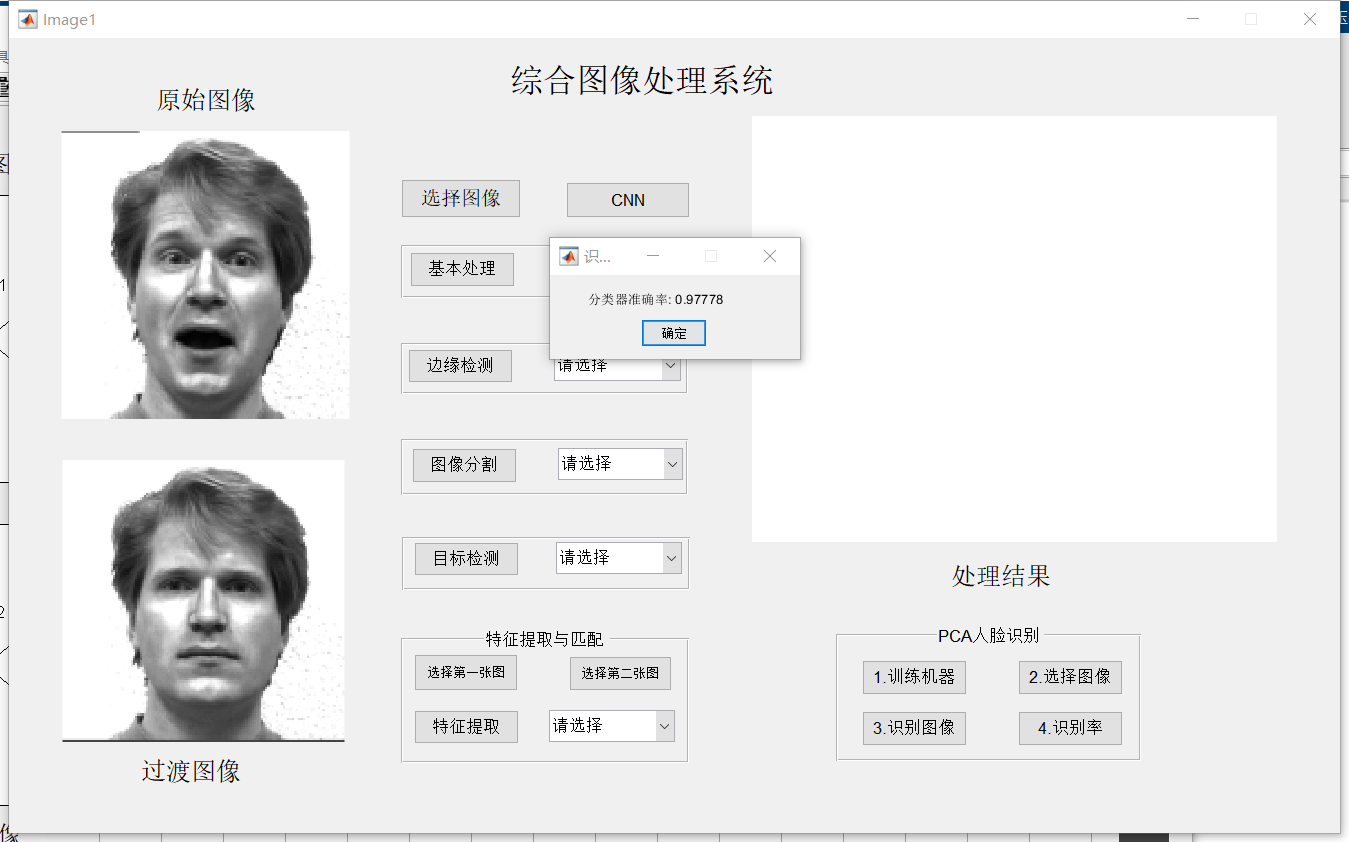 Image1
综合图像处理系统
原始图像
选择图像
CNN
基本处理
识...
分类器准确率: 0.97778
确定
边缘检测
请选择
图像分割
请选择
目标检测
请选择
处理结果
特征提取与匹配
选择第一张图
选择第二张图
特征提取
请选择
PCA人脸识别
1.训练机器
2.选择图像
3.识别图像
4.识别率
过渡图像
1
2
像